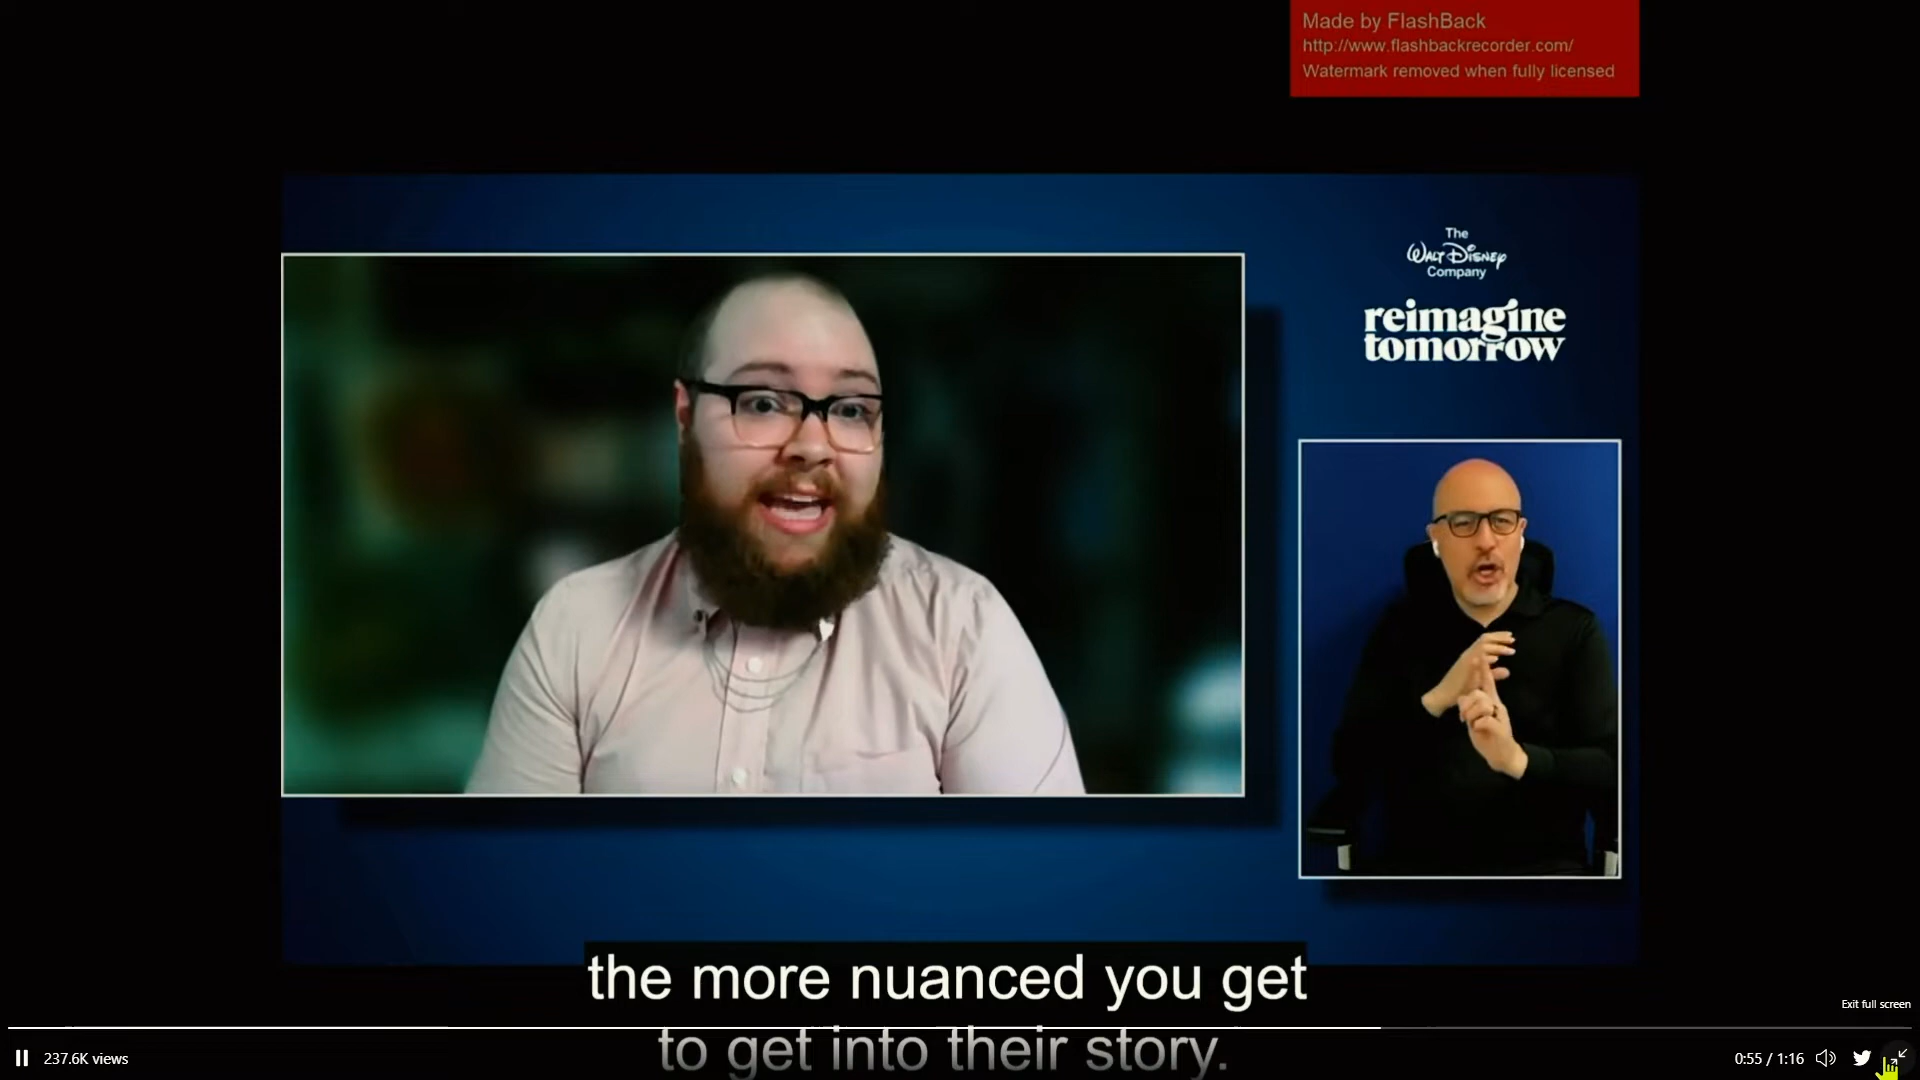 Made by FlashBack
http://www.flashbackrecorder.com/
Watermark removed when fully licensed
The
WALT DISNEY
Company
reimagine
tomorrow
the more nuanced you get
to get into their story.
Exit full screen
237.6K views
0:55 / 1:16